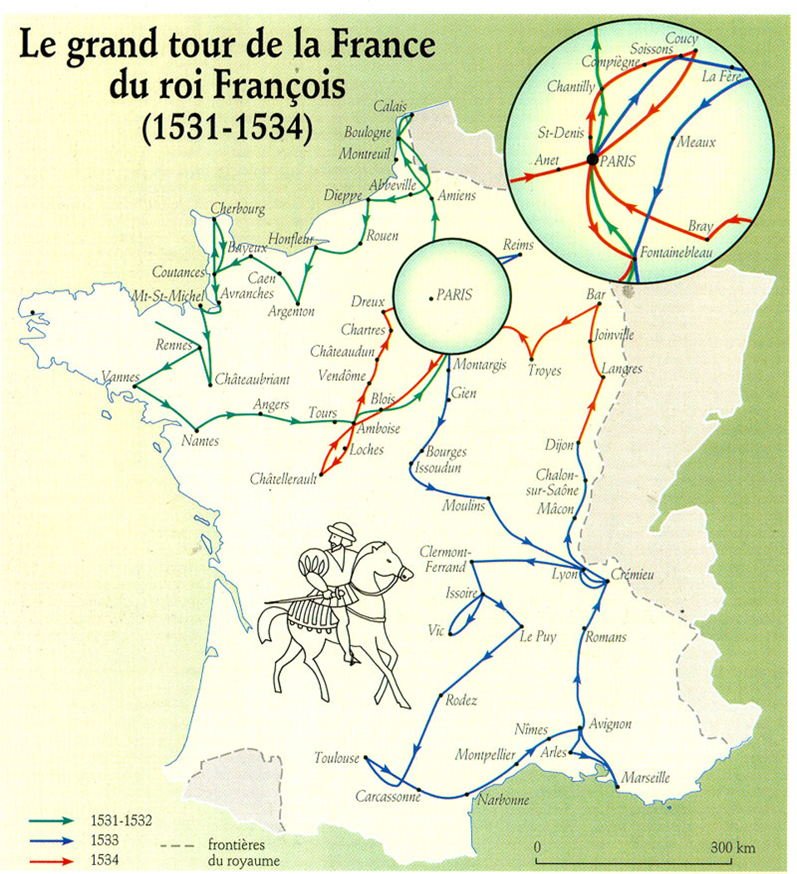 Le grand tour de la France
du roi François
(1531-1534)
Coucy
Soissons
Compiègne
La Fère
Chantilly
St-Denis
Meaux
Anet
PARIS
Bray
Fontainebleau
Calais
Boulogne
Montreuil
Abbeville
Dieppe
Amiens
Cherbourg
Honfleur
Rouen
Bayeux
Reims
Coutances
Caen
Mt-St-Michel
Avranches
Argenton
Dreux
PARIS
Bar
Chartres
Joinville
Rennes
Châteaudun
Troyes
Langres
Vannes
Châteaubriant
Vendôme
Montargis
Blois
Gien
Angers
Tours
Amboise
Nantes
Loches
Bourges
Dijon
Issoudun
Châtellerault
Chalon-
sur-Saône
Moulins
Mâcon
Clermont-
Ferrand
Lyon
Crémieu
Issoire
Vic
Le Puy
Romans
Rodez
Nîmes
Avignon
Toulouse
Montpellier
Arles
Marseille
Carcassonne
Narbonne
1531-1532
1533
1534
frontières
du royaume
0
300 km